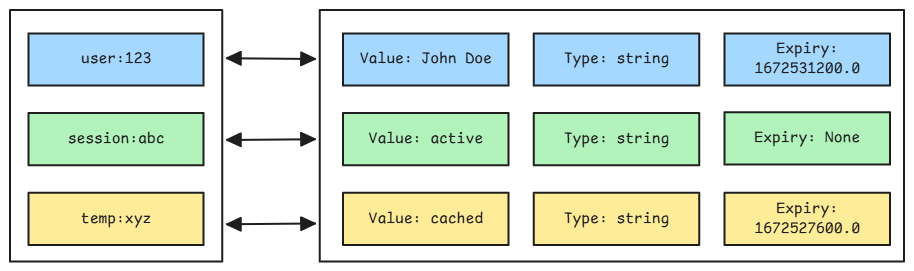 user:123
Value: John Doe
Type: string
Expiry:
1672531200.0
session:abc
Value: active
Type: string
Expiry: None
temp:xyz
Value: cached
Type: string
Expiry:
1672527600.0